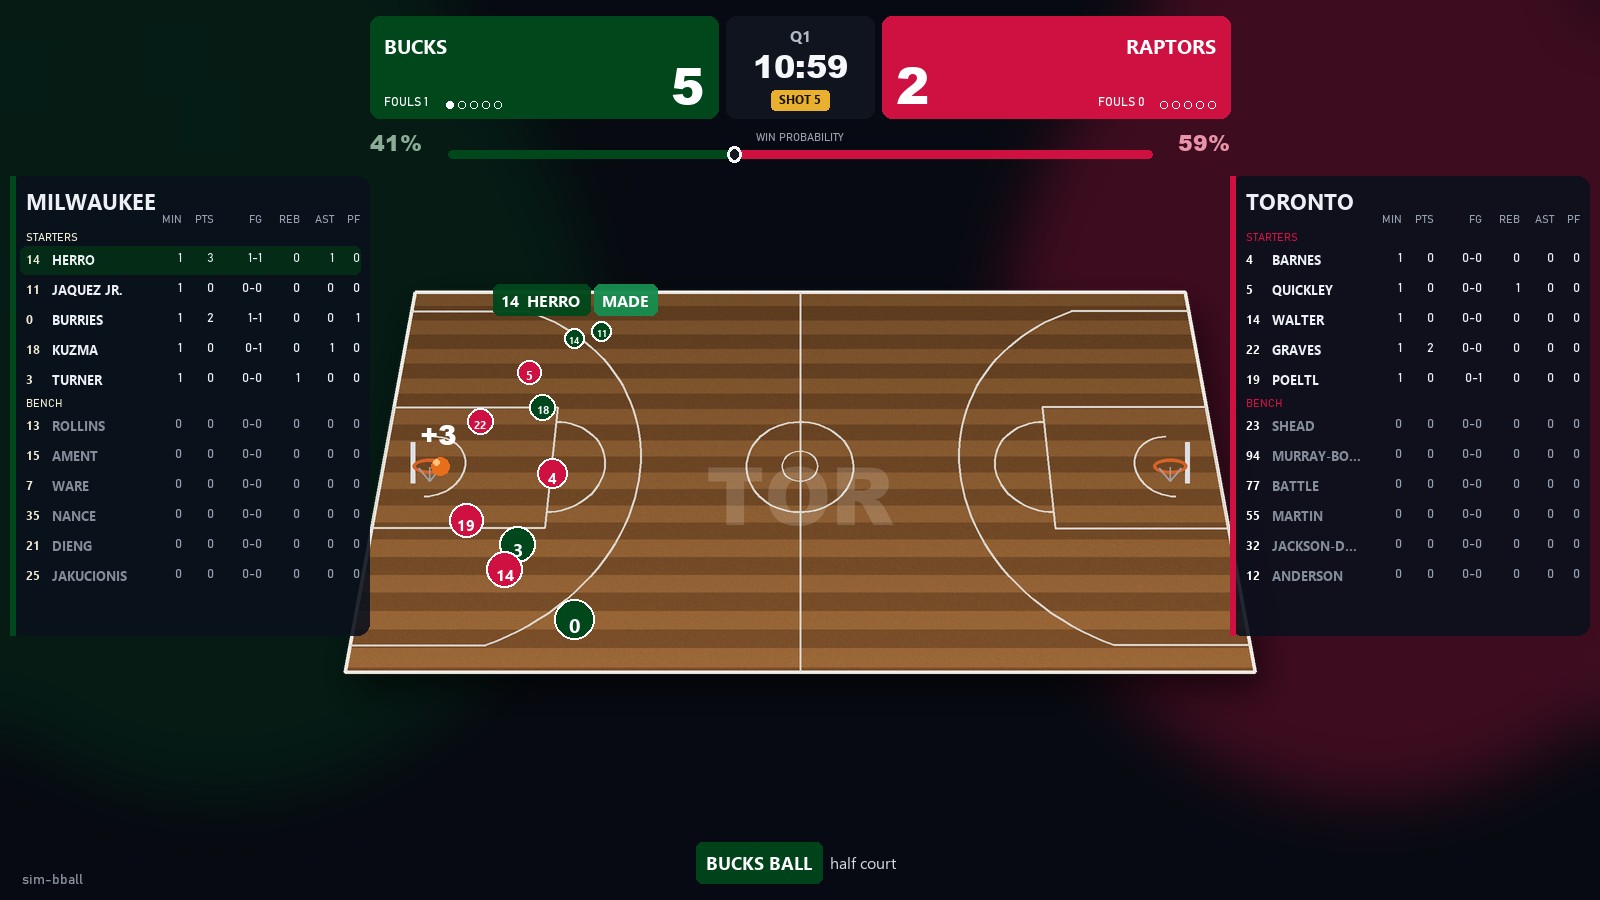 BUCKS
5
FOULS 1
Q1
10:59
SHOT 5
RAPTORS
2
FOULS 0
41%
WIN PROBABILITY
59%
MILWAUKEE
MIN PTS FG REB AST PF
STARTERS
14 HERRO 1 3 1-1 0 1 0
11 JAQUEZ JR. 1 0 0-0 0 0 0
0 BURRIES 1 2 1-1 0 0 1
18 KUZMA 1 0 0-1 0 1 0
3 TURNER 1 0 0-0 1 0 0
BENCH
13 ROLLINS 0 0 0-0 0 0 0
15 AMENT 0 0 0-0 0 0 0
7 WARE 0 0 0-0 0 0 0
35 NANCE 0 0 0-0 0 0 0
21 DIENG 0 0 0-0 0 0 0
25 JAKUCIONIS 0 0 0-0 0 0 0
TORONTO
MIN PTS FG REB AST PF
STARTERS
4 BARNES 1 0 0-0 0 0 0
5 QUICKLEY 1 0 0-0 1 0 0
14 WALTER 1 0 0-0 0 0 0
22 GRAVES 1 2 0-0 0 0 0
19 POELTL 1 0 0-1 0 0 0
BENCH
23 SHEAD 0 0 0-0 0 0 0
94 MURRAY-BO... 0 0 0-0 0 0 0
77 BATTLE 0 0 0-0 0 0 0
55 MARTIN 0 0 0-0 0 0 0
32 JACKSON-D... 0 0 0-0 0 0 0
12 ANDERSON 0 0 0-0 0 0 0
14 HERRO MADE
14
11
5
18
22
+3
4
TOR
19
3
14
0
BUCKS BALL half court
sim-bball